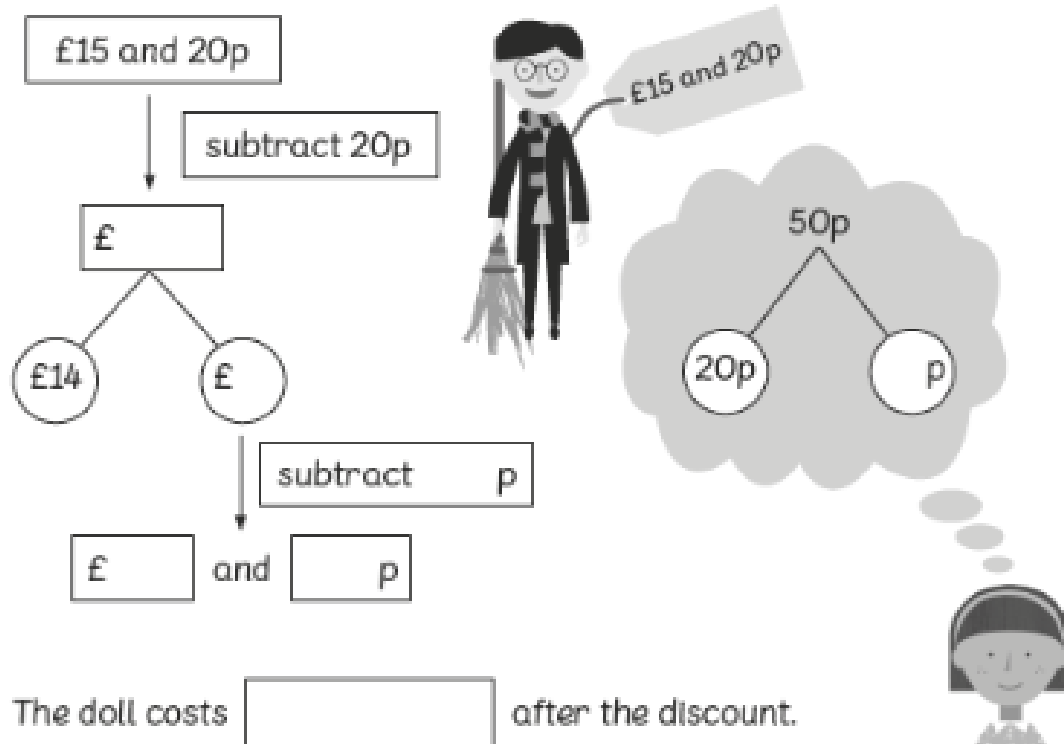 £15 and 20p
subtract 20p
£
£14
£
subtract p
£ and p
£15 and 20p
50p
20p
p
The doll costs after the discount.